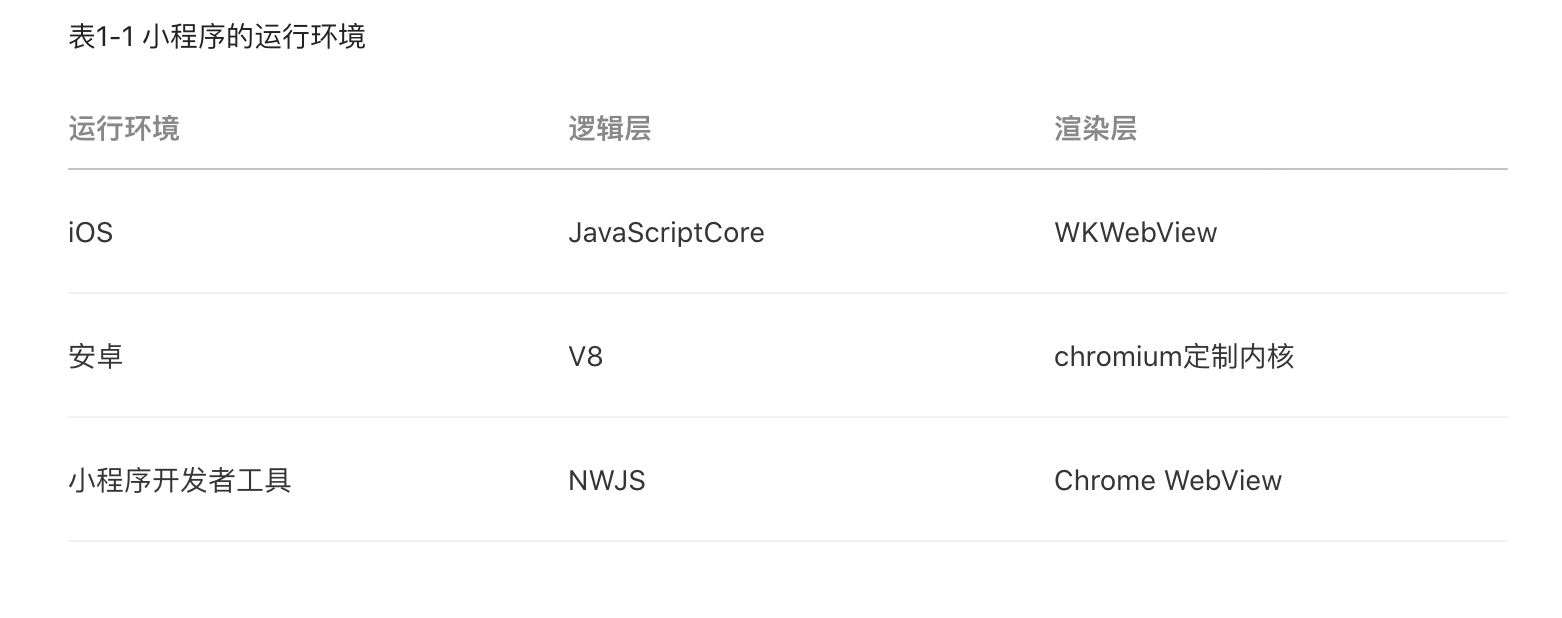 表1-1 小程序的运行环境
运行环境 逻辑层 渲染层
iOS JavaScriptCore WKWebView
安卓 V8 chromium定制内核
小程序开发者工具 NWJS Chrome WebView